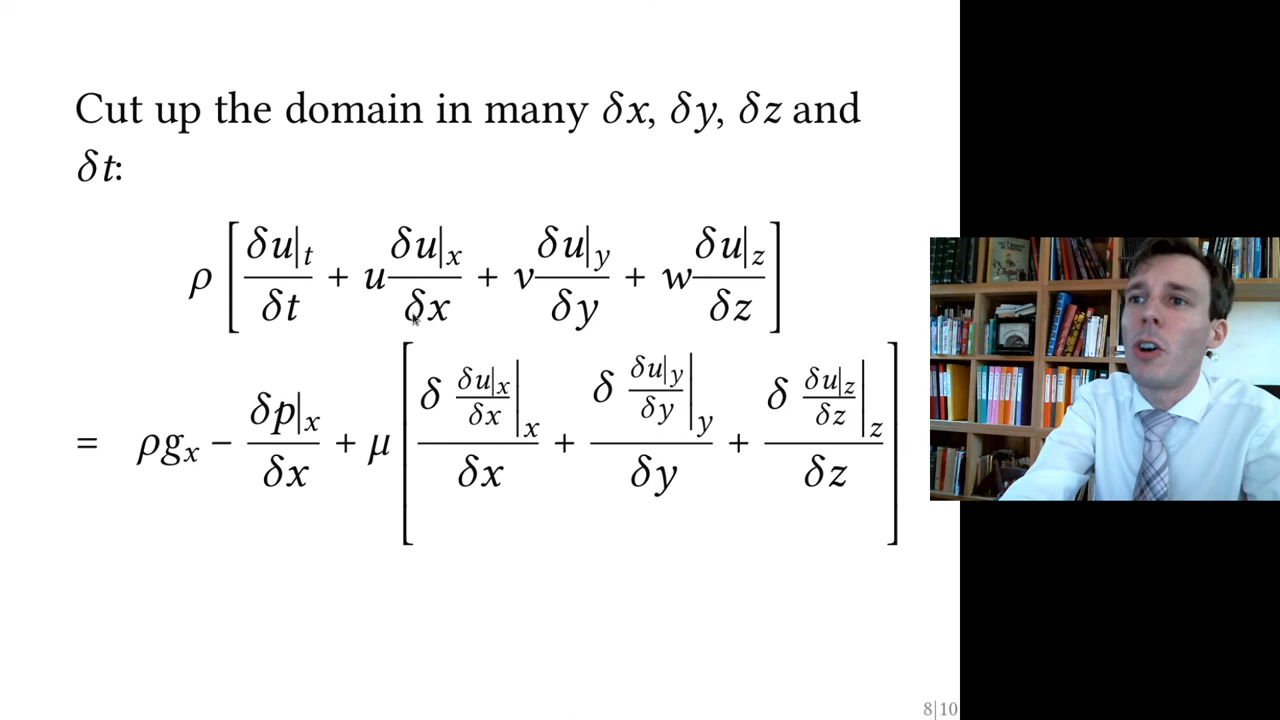 Cut up the domain in many δx, δy, δz and
δt:
ρ [ δu|t/δt + u δu|x/δx + v δu|y/δy + w δu|z/δz ]
= ρgx − δp|x/δx + μ [ δ (δu|x/δx)|x/δx + δ (δu|y/δy)|y/δy + δ (δu|z/δz)|z/δz ]
8|10